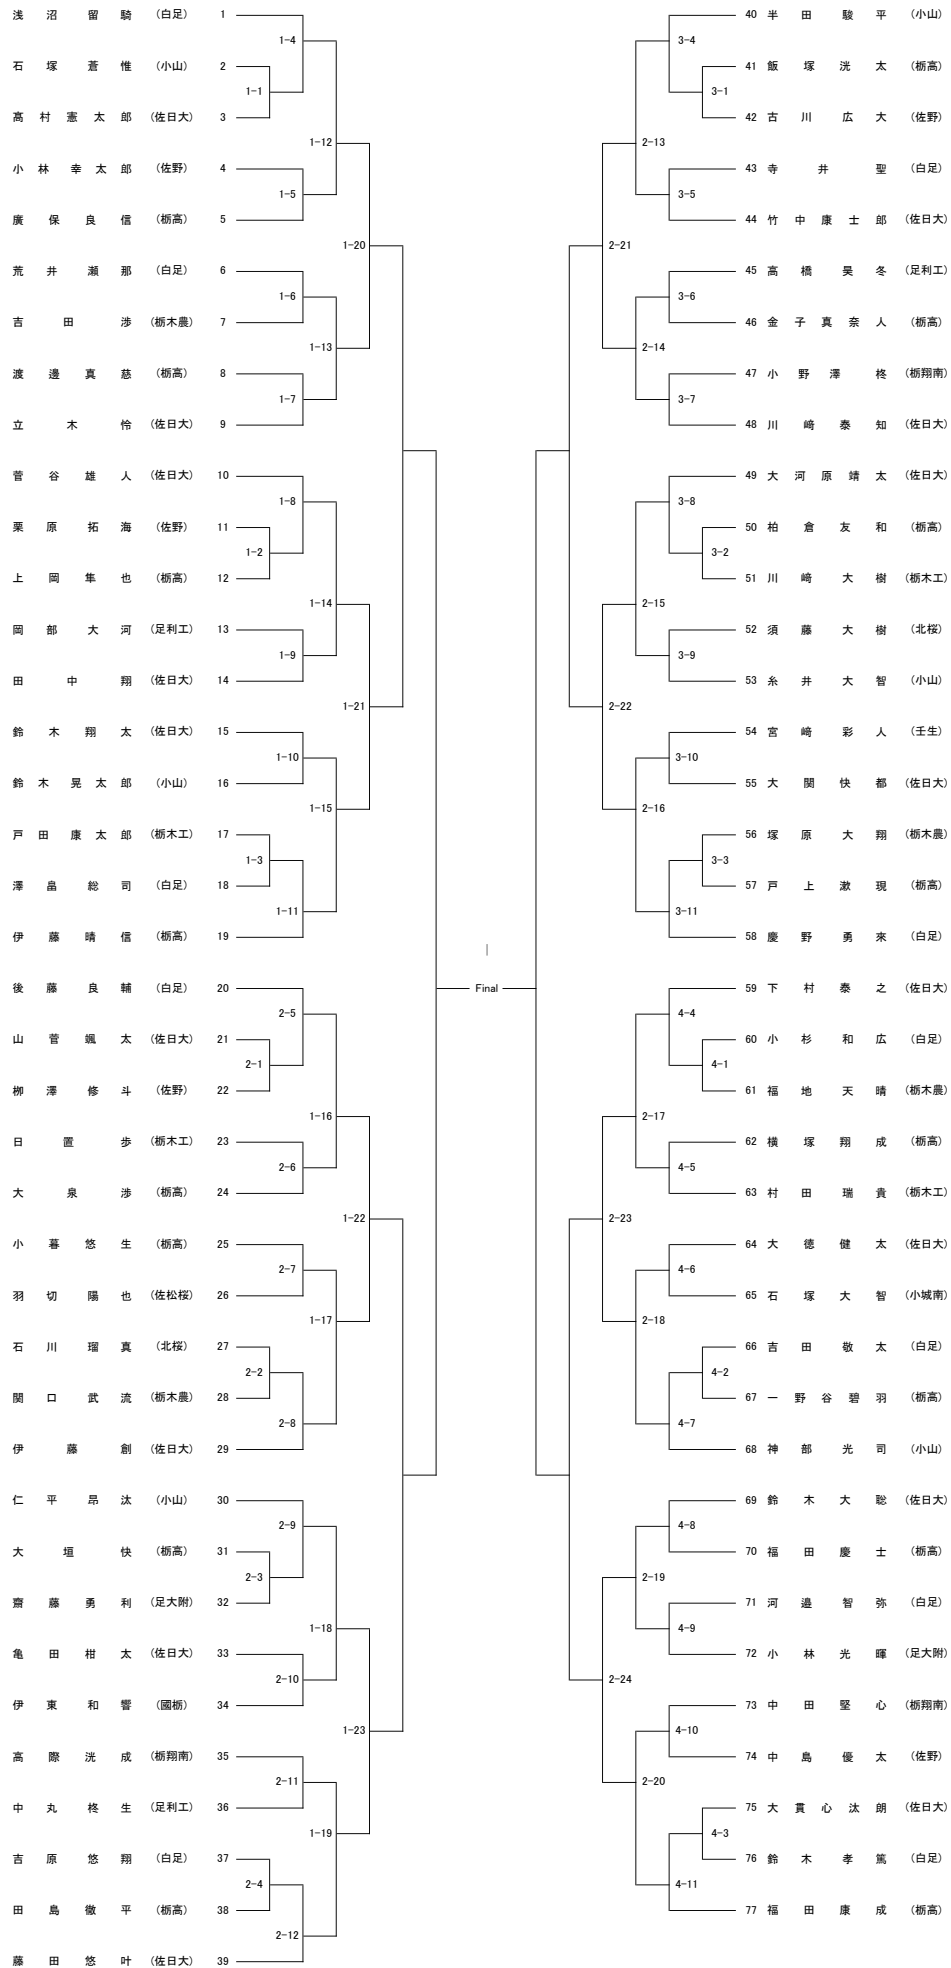 浅沼留騎 (白足) 1
1-4
石塚蒼惟 (小山) 2
1-1
髙村憲太郎 (佐日大) 3
1-12
小林幸太郎 (佐野) 4
1-5
廣保良信 (栃高) 5
1-20
荒井瀬那 (白足) 6
1-6
吉田渉 (栃木農) 7
1-13
渡邊真慈 (栃高) 8
1-7
立木怜 (佐日大) 9
菅谷雄人 (佐日大) 10
1-8
栗原拓海 (佐野) 11
1-2
上岡隼也 (栃高) 12
1-14
岡部大河 (足利工) 13
1-9
田中翔 (佐日大) 14
1-21
鈴木翔太 (佐日大) 15
1-10
鈴木晃太郎 (小山) 16
1-15
戸田康太郎 (栃木工) 17
1-3
澤畠総司 (白足) 18
1-11
伊藤晴信 (栃高) 19
後藤良輔 (白足) 20
2-5
山菅颯太 (佐日大) 21
2-1
栁澤修斗 (佐野) 22
1-16
日置歩 (栃木工) 23
2-6
大泉渉 (栃高) 24
1-22
小暮悠生 (栃高) 25
2-7
羽切陽也 (佐松桜) 26
1-17
石川瑠真 (北桜) 27
2-2
関口武流 (栃木農) 28
2-8
伊藤創 (佐日大) 29
仁平昂汰 (小山) 30
2-9
大垣快 (栃高) 31
2-3
齋藤勇利 (足大附) 32
1-18
亀田柑太 (佐日大) 33
2-10
伊東和響 (國栃) 34
1-23
高際洸成 (栃翔南) 35
2-11
中丸柊生 (足利工) 36
1-19
吉原悠翔 (白足) 37
2-4
田島徹平 (栃高) 38
2-12
藤田悠叶 (佐日大) 39
Final
40 半田駿平 (小山)
3-4
41 飯塚洸太 (栃高)
3-1
42 古川広大 (佐野)
2-13
43 寺井聖 (白足)
3-5
44 竹中康士郎 (佐日大)
2-21
45 高橋昊冬 (足利工)
3-6
46 金子真奈人 (栃高)
2-14
47 小野澤柊 (栃翔南)
3-7
48 川﨑泰知 (佐日大)
49 大河原靖太 (佐日大)
3-8
50 柏倉友和 (栃高)
3-2
51 川﨑大樹 (栃木工)
2-15
52 須藤大樹 (北桜)
3-9
53 糸井大智 (小山)
2-22
54 宮﨑彩人 (壬生)
3-10
55 大関快都 (佐日大)
2-16
56 塚原大翔 (栃木農)
3-3
57 戸上漱現 (栃高)
3-11
58 慶野勇來 (白足)
59 下村泰之 (佐日大)
4-4
60 小杉和広 (白足)
4-1
61 福地天晴 (栃木農)
2-17
62 横塚翔成 (栃高)
4-5
63 村田瑞貴 (栃木工)
2-23
64 大德健太 (佐日大)
4-6
65 石塚大智 (小城南)
2-18
66 吉田敬太 (白足)
4-2
67 一野谷碧羽 (栃高)
4-7
68 神部光司 (小山)
69 鈴木大聡 (佐日大)
4-8
70 福田慶士 (栃高)
2-19
71 河邉智弥 (白足)
4-9
72 小林光暉 (足大附)
2-24
73 中田堅心 (栃翔南)
4-10
74 中島優太 (佐野)
2-20
75 大貫心汰朗 (佐日大)
4-3
76 鈴木孝篤 (白足)
4-11
77 福田康成 (栃高)